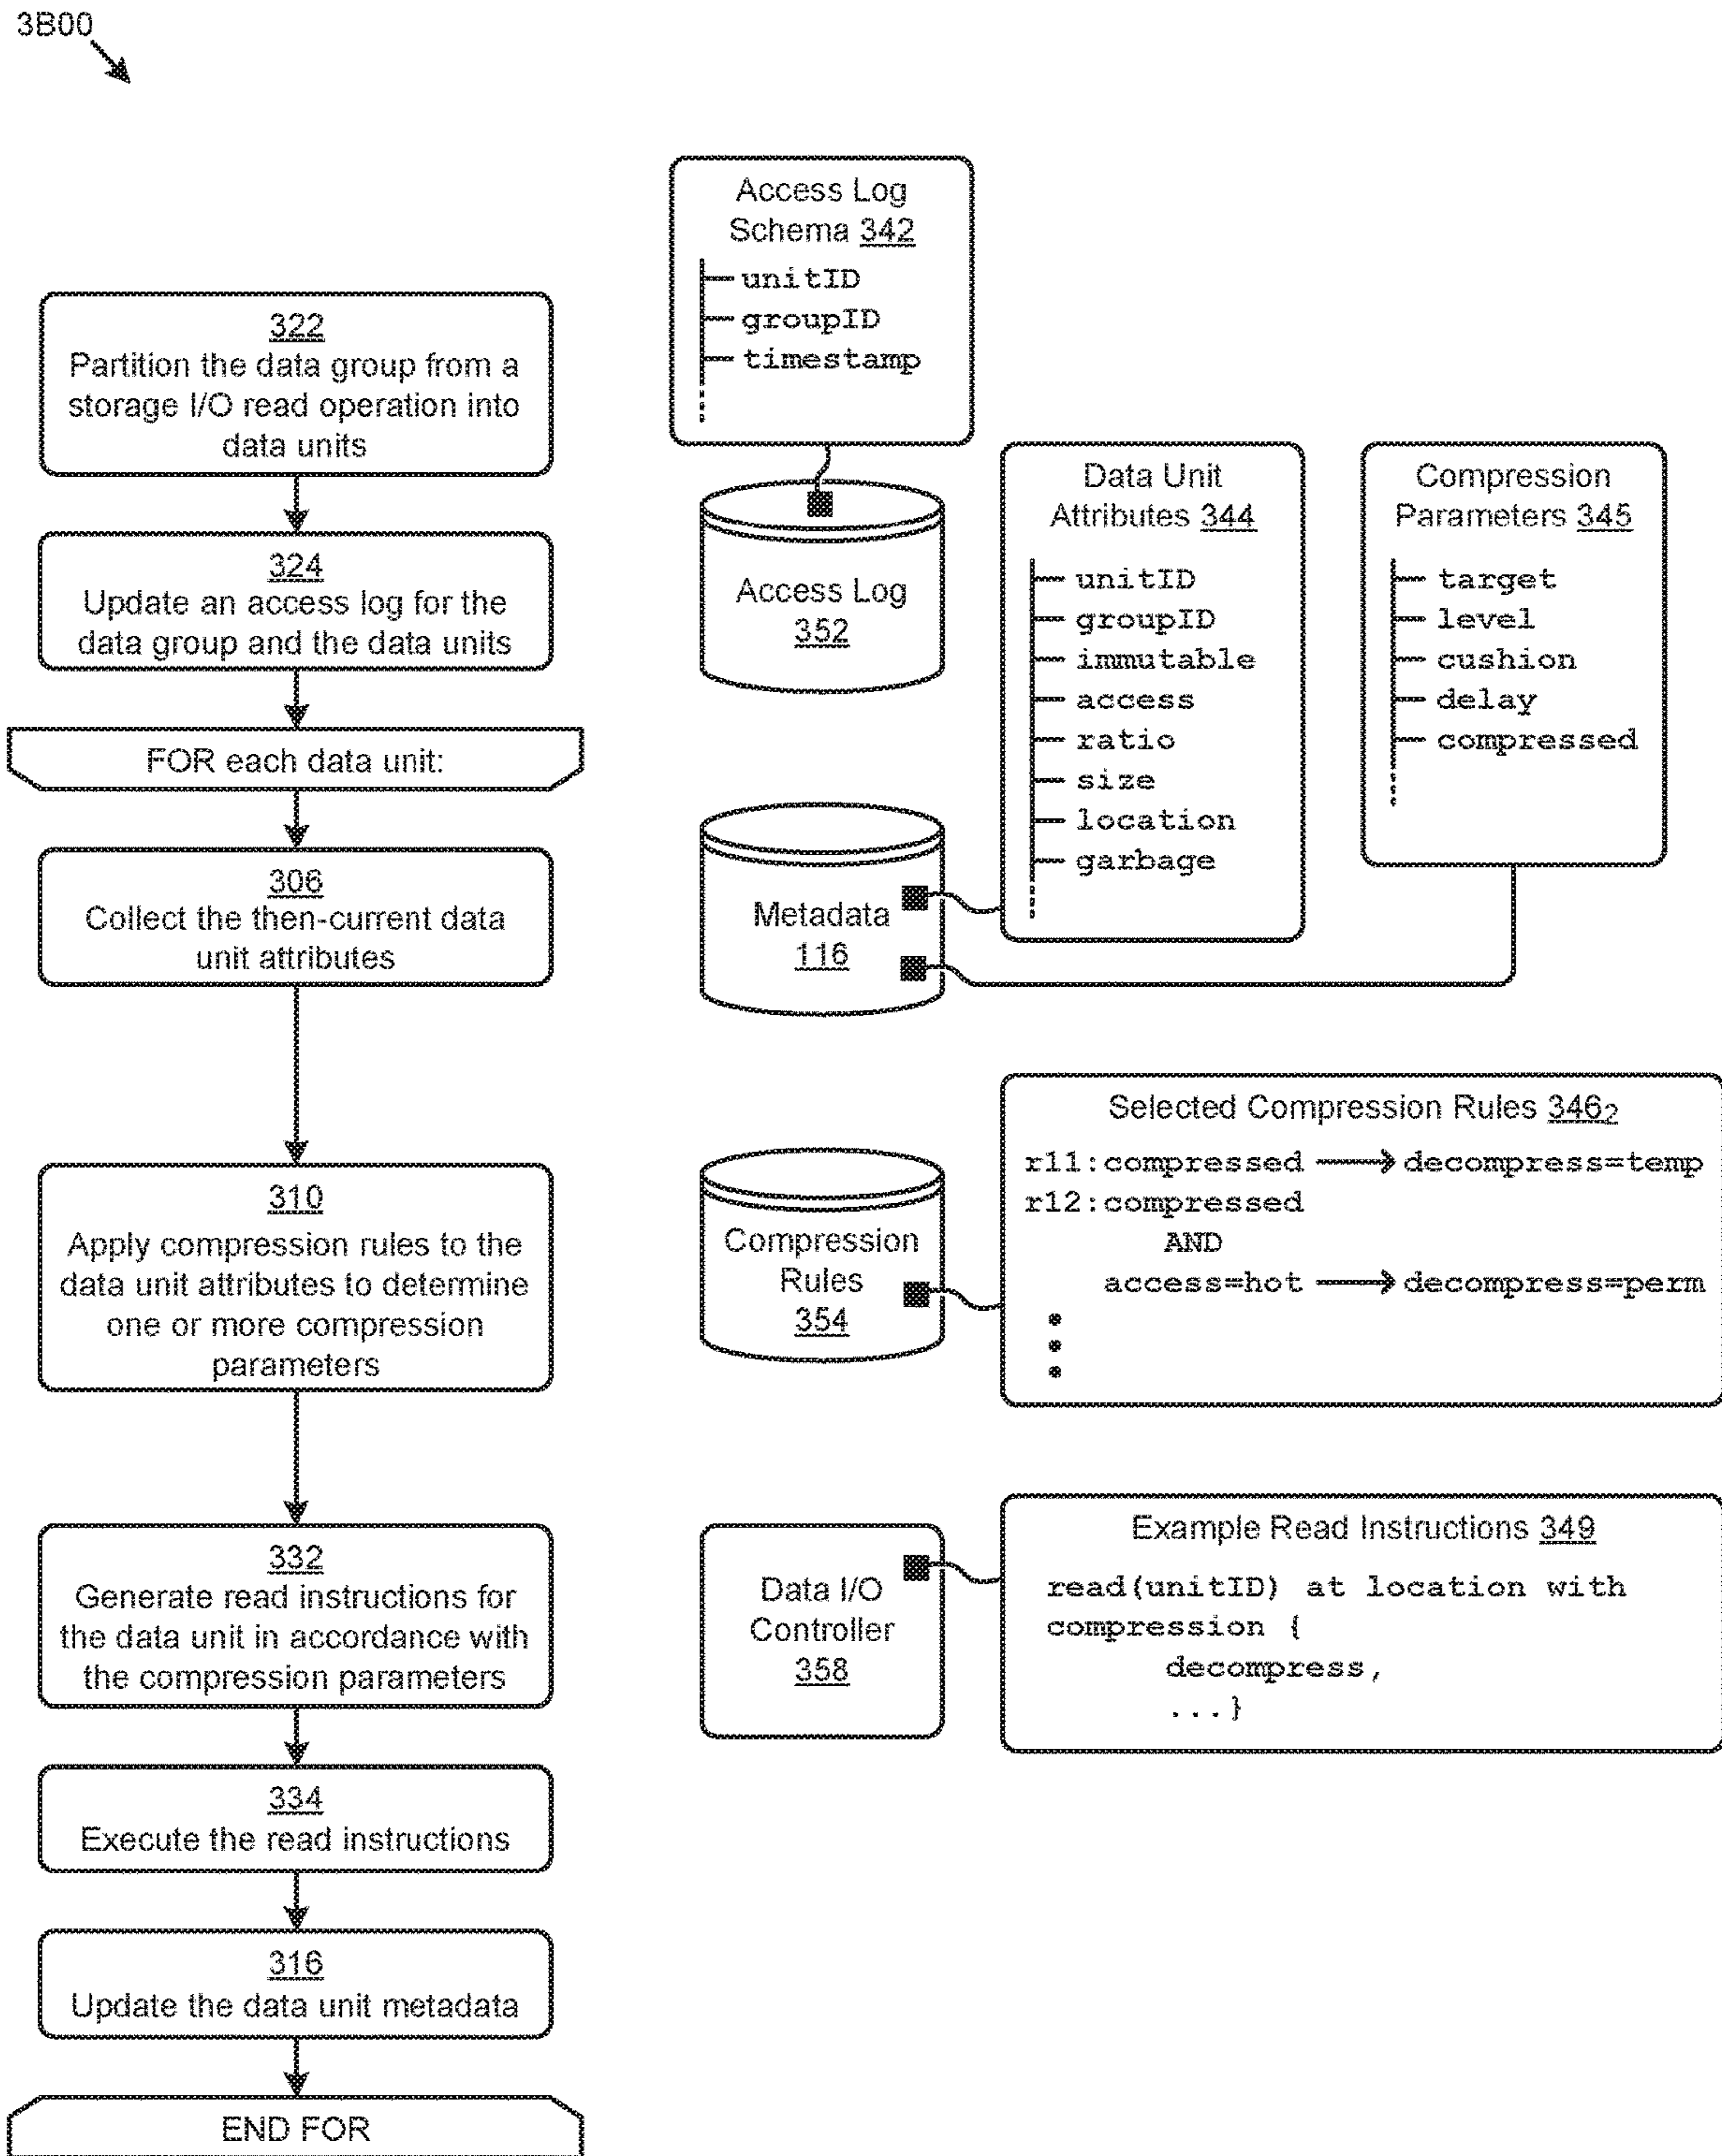 3B00
322
Partition the data group from a
storage I/O read operation into
data units
324
Update an access log for the
data group and the data units
FOR each data unit:
306
Collect the then-current data
unit attributes
310
Apply compression rules to the
data unit attributes to determine
one or more compression
parameters
332
Generate read instructions for
the data unit in accordance with
the compression parameters
334
Execute the read instructions
316
Update the data unit metadata
END FOR
Access Log
Schema 342
unitID
groupID
timestamp
Access Log
352
Data Unit
Attributes 344
unitID
groupID
immutable
access
ratio
size
location
garbage
Compression
Parameters 345
target
level
cushion
delay
compressed
Metadata
116
Compression
Rules
354
Selected Compression Rules 346₂
r11:compressed → decompress=temp
r12:compressed
AND
access=hot → decompress=perm
Data I/O
Controller
358
Example Read Instructions 349
read(unitID) at location with
compression {
decompress,
...}